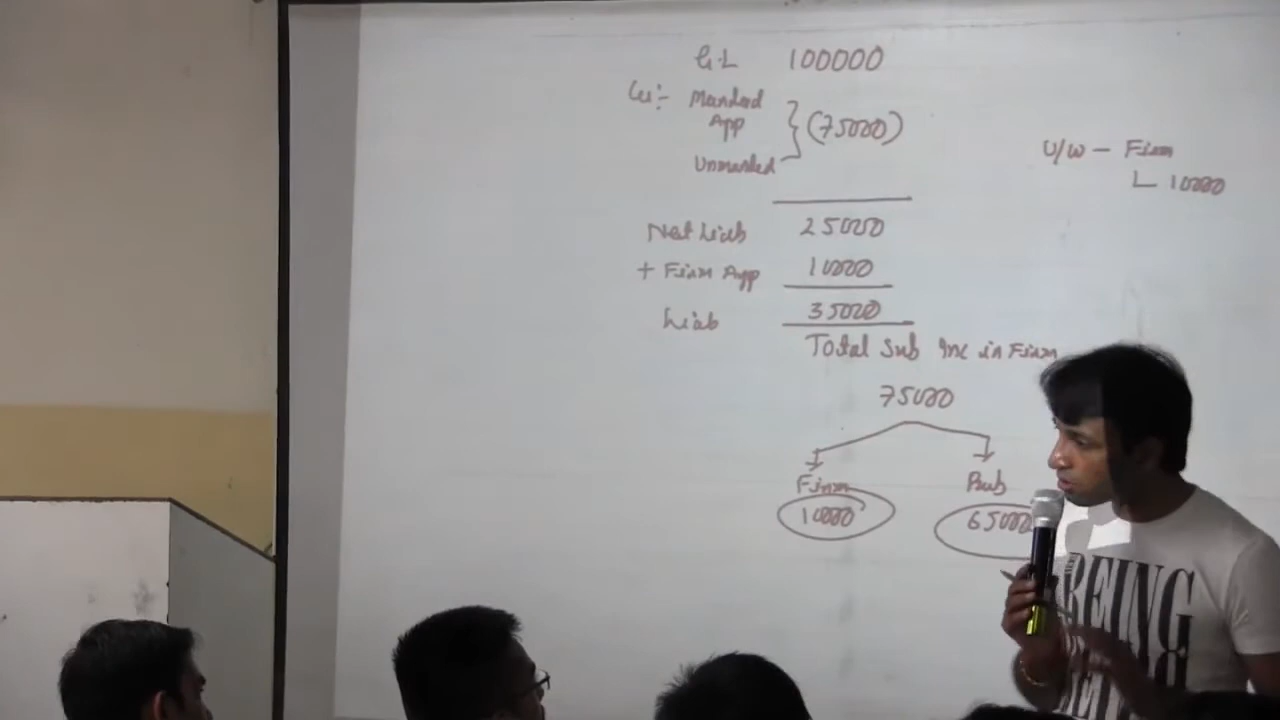 G.L 100000
Les:- Marked
App } (75000)
Unmarked
U/W - Firm
L 10000
Net Liab 25000
+ Firm App 10000
Liab 35000
Total Sub Inc in Firm
75000
Firm Pub
10000 65000
BEING